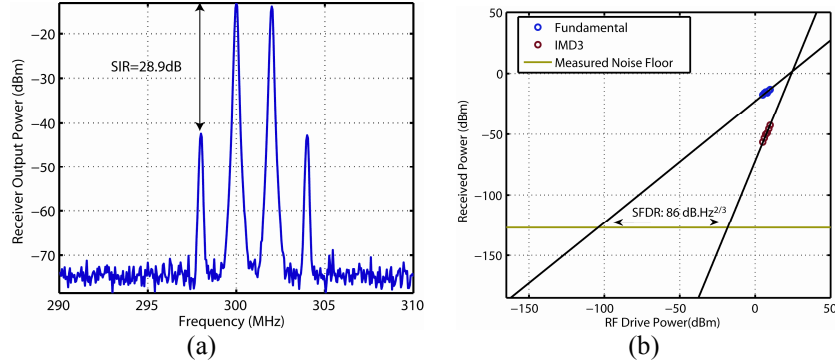 Receiver Output Power (dBm)
−20
−30
−40
−50
−60
−70
SIR=28.9dB
290
295
300
305
310
Frequency (MHz)
(a)
Received Power (dBm)
50
0
−50
−100
−150
Fundamental
IMD3
Measured Noise Floor
SFDR: 86 dB.Hz2/3
−150
−100
−50
0
50
RF Drive Power(dBm)
(b)